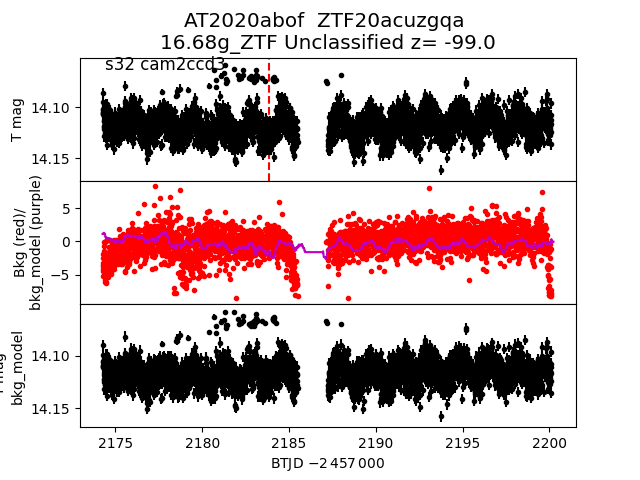 AT2020abof  ZTF20acuzgqa
16.68g_ZTF Unclassified z= -99.0
s32 cam2ccd3
T mag
14.10
14.15
Bkg (red)/
bkg_model (purple)
5
0
−5
bkg_model
14.10
14.15
2175
2180
2185
2190
2195
2200
BTJD −2 457 000